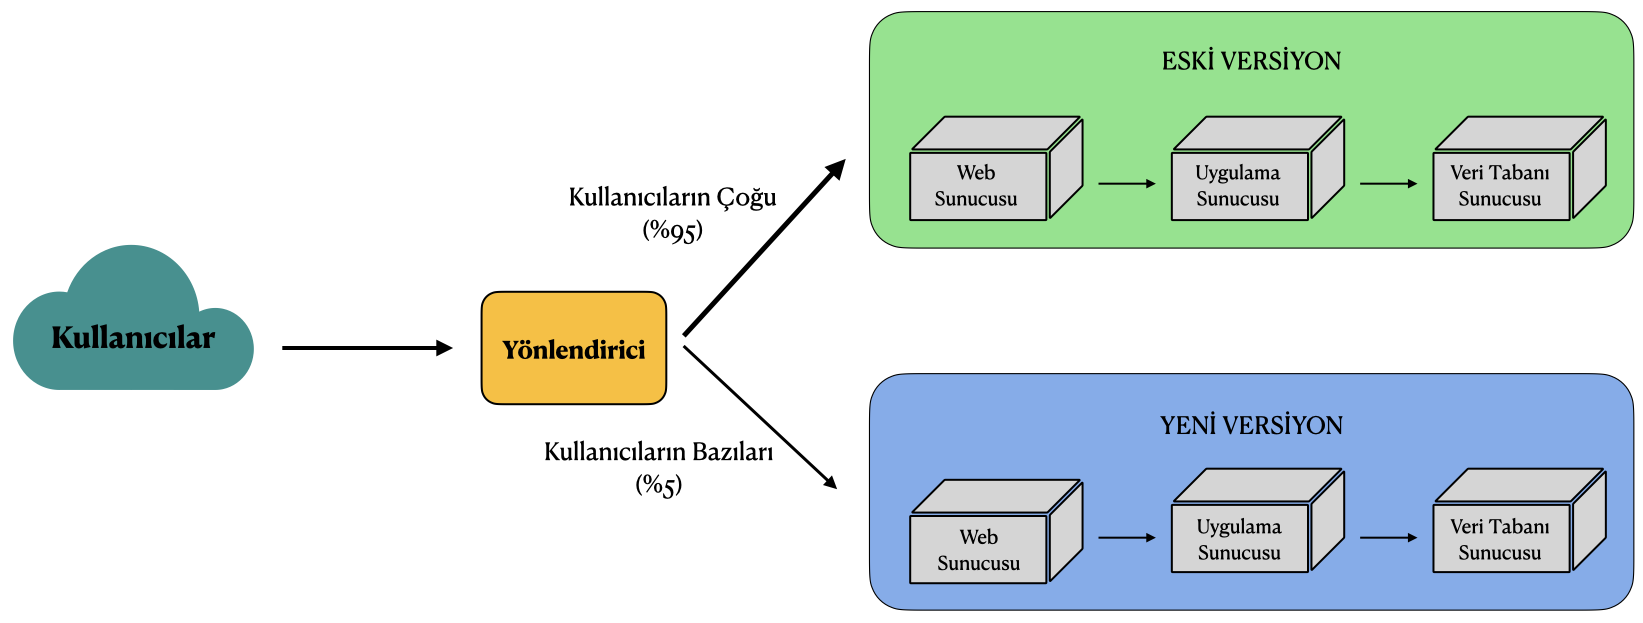 Kullanıcılar
Yönlendirici
Kullanıcıların Çoğu
(%95)
Kullanıcıların Bazıları
(%5)
ESKİ VERSİYON
Web
Sunucusu
Uygulama
Sunucusu
Veri Tabanı
Sunucusu
YENİ VERSİYON
Web
Sunucusu
Uygulama
Sunucusu
Veri Tabanı
Sunucusu